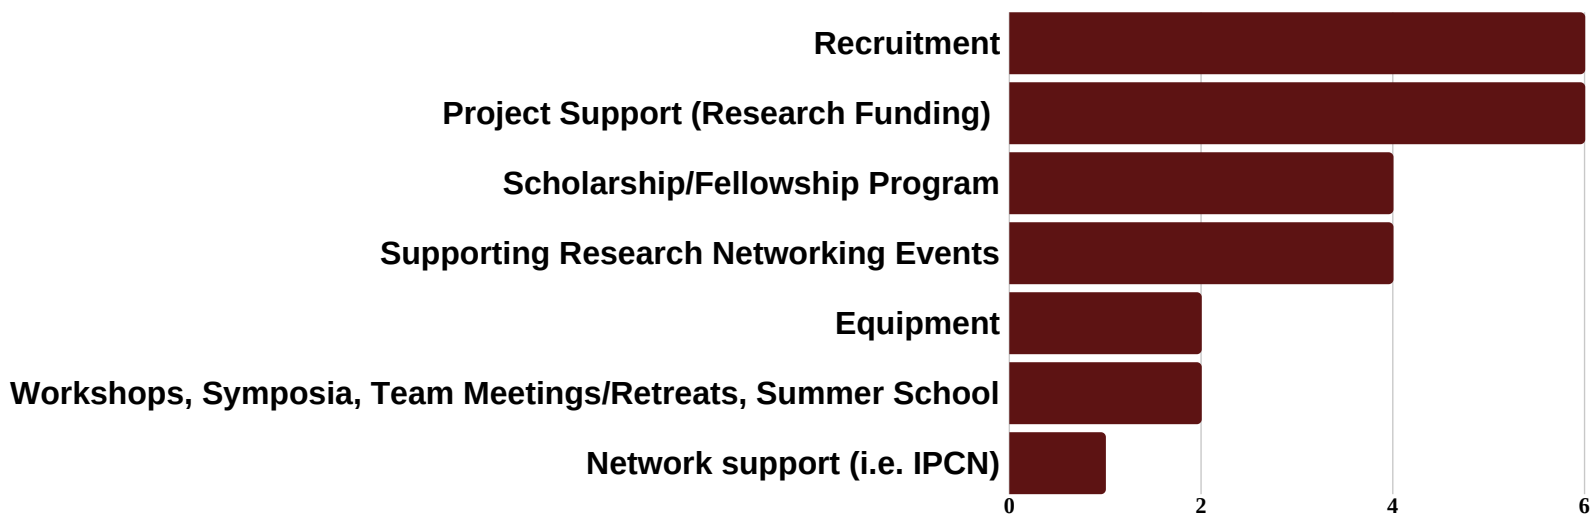 Recruitment
Project Support (Research Funding)
Scholarship/Fellowship Program
Supporting Research Networking Events
Equipment
Workshops, Symposia, Team Meetings/Retreats, Summer School
Network support (i.e. IPCN)
0 2 4 6